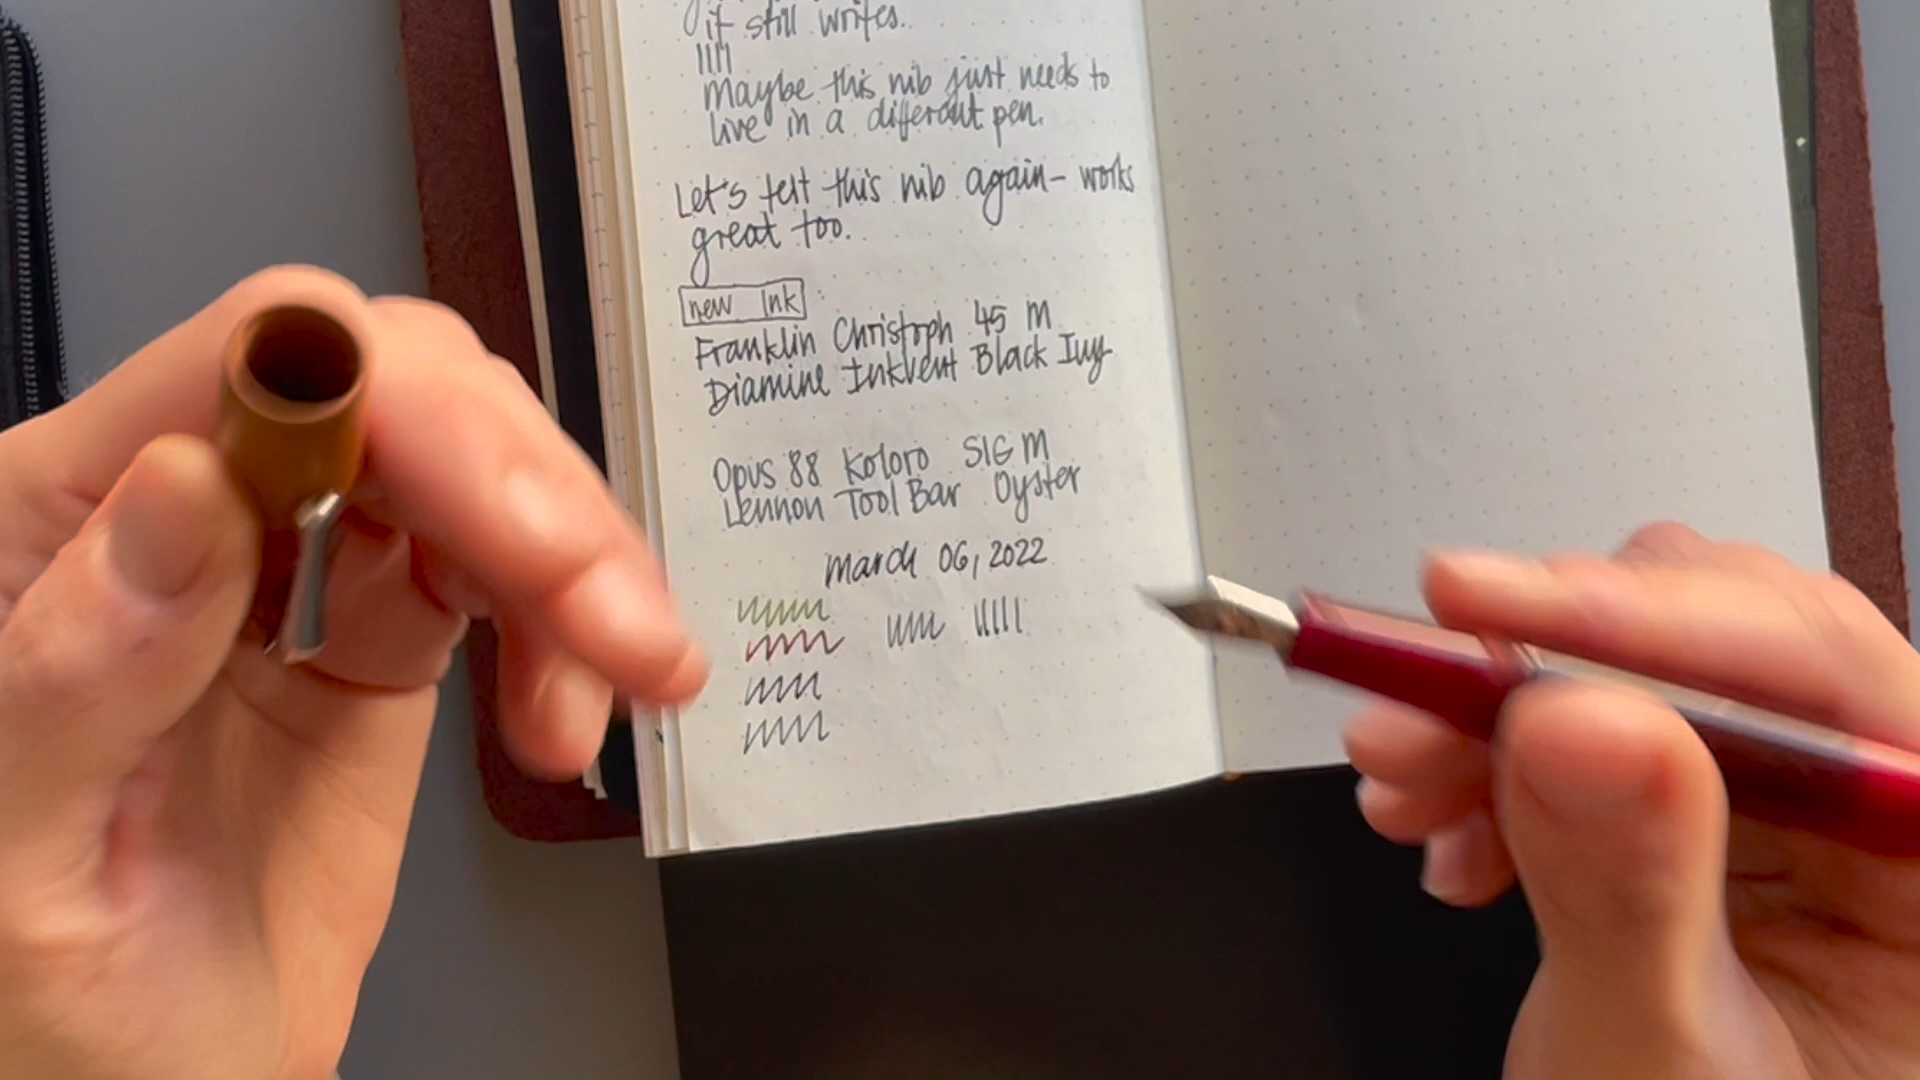 it still writes.
maybe this nib just needs to
live in a different pen.
Let's test this nib again - works
great too.
new Ink
Franklin Christoph 45 M
Diamine Inkvent Black Ivy
Opus 88 Koloro SIG M
Lennon Tool Bar Oyster
March 06, 2022